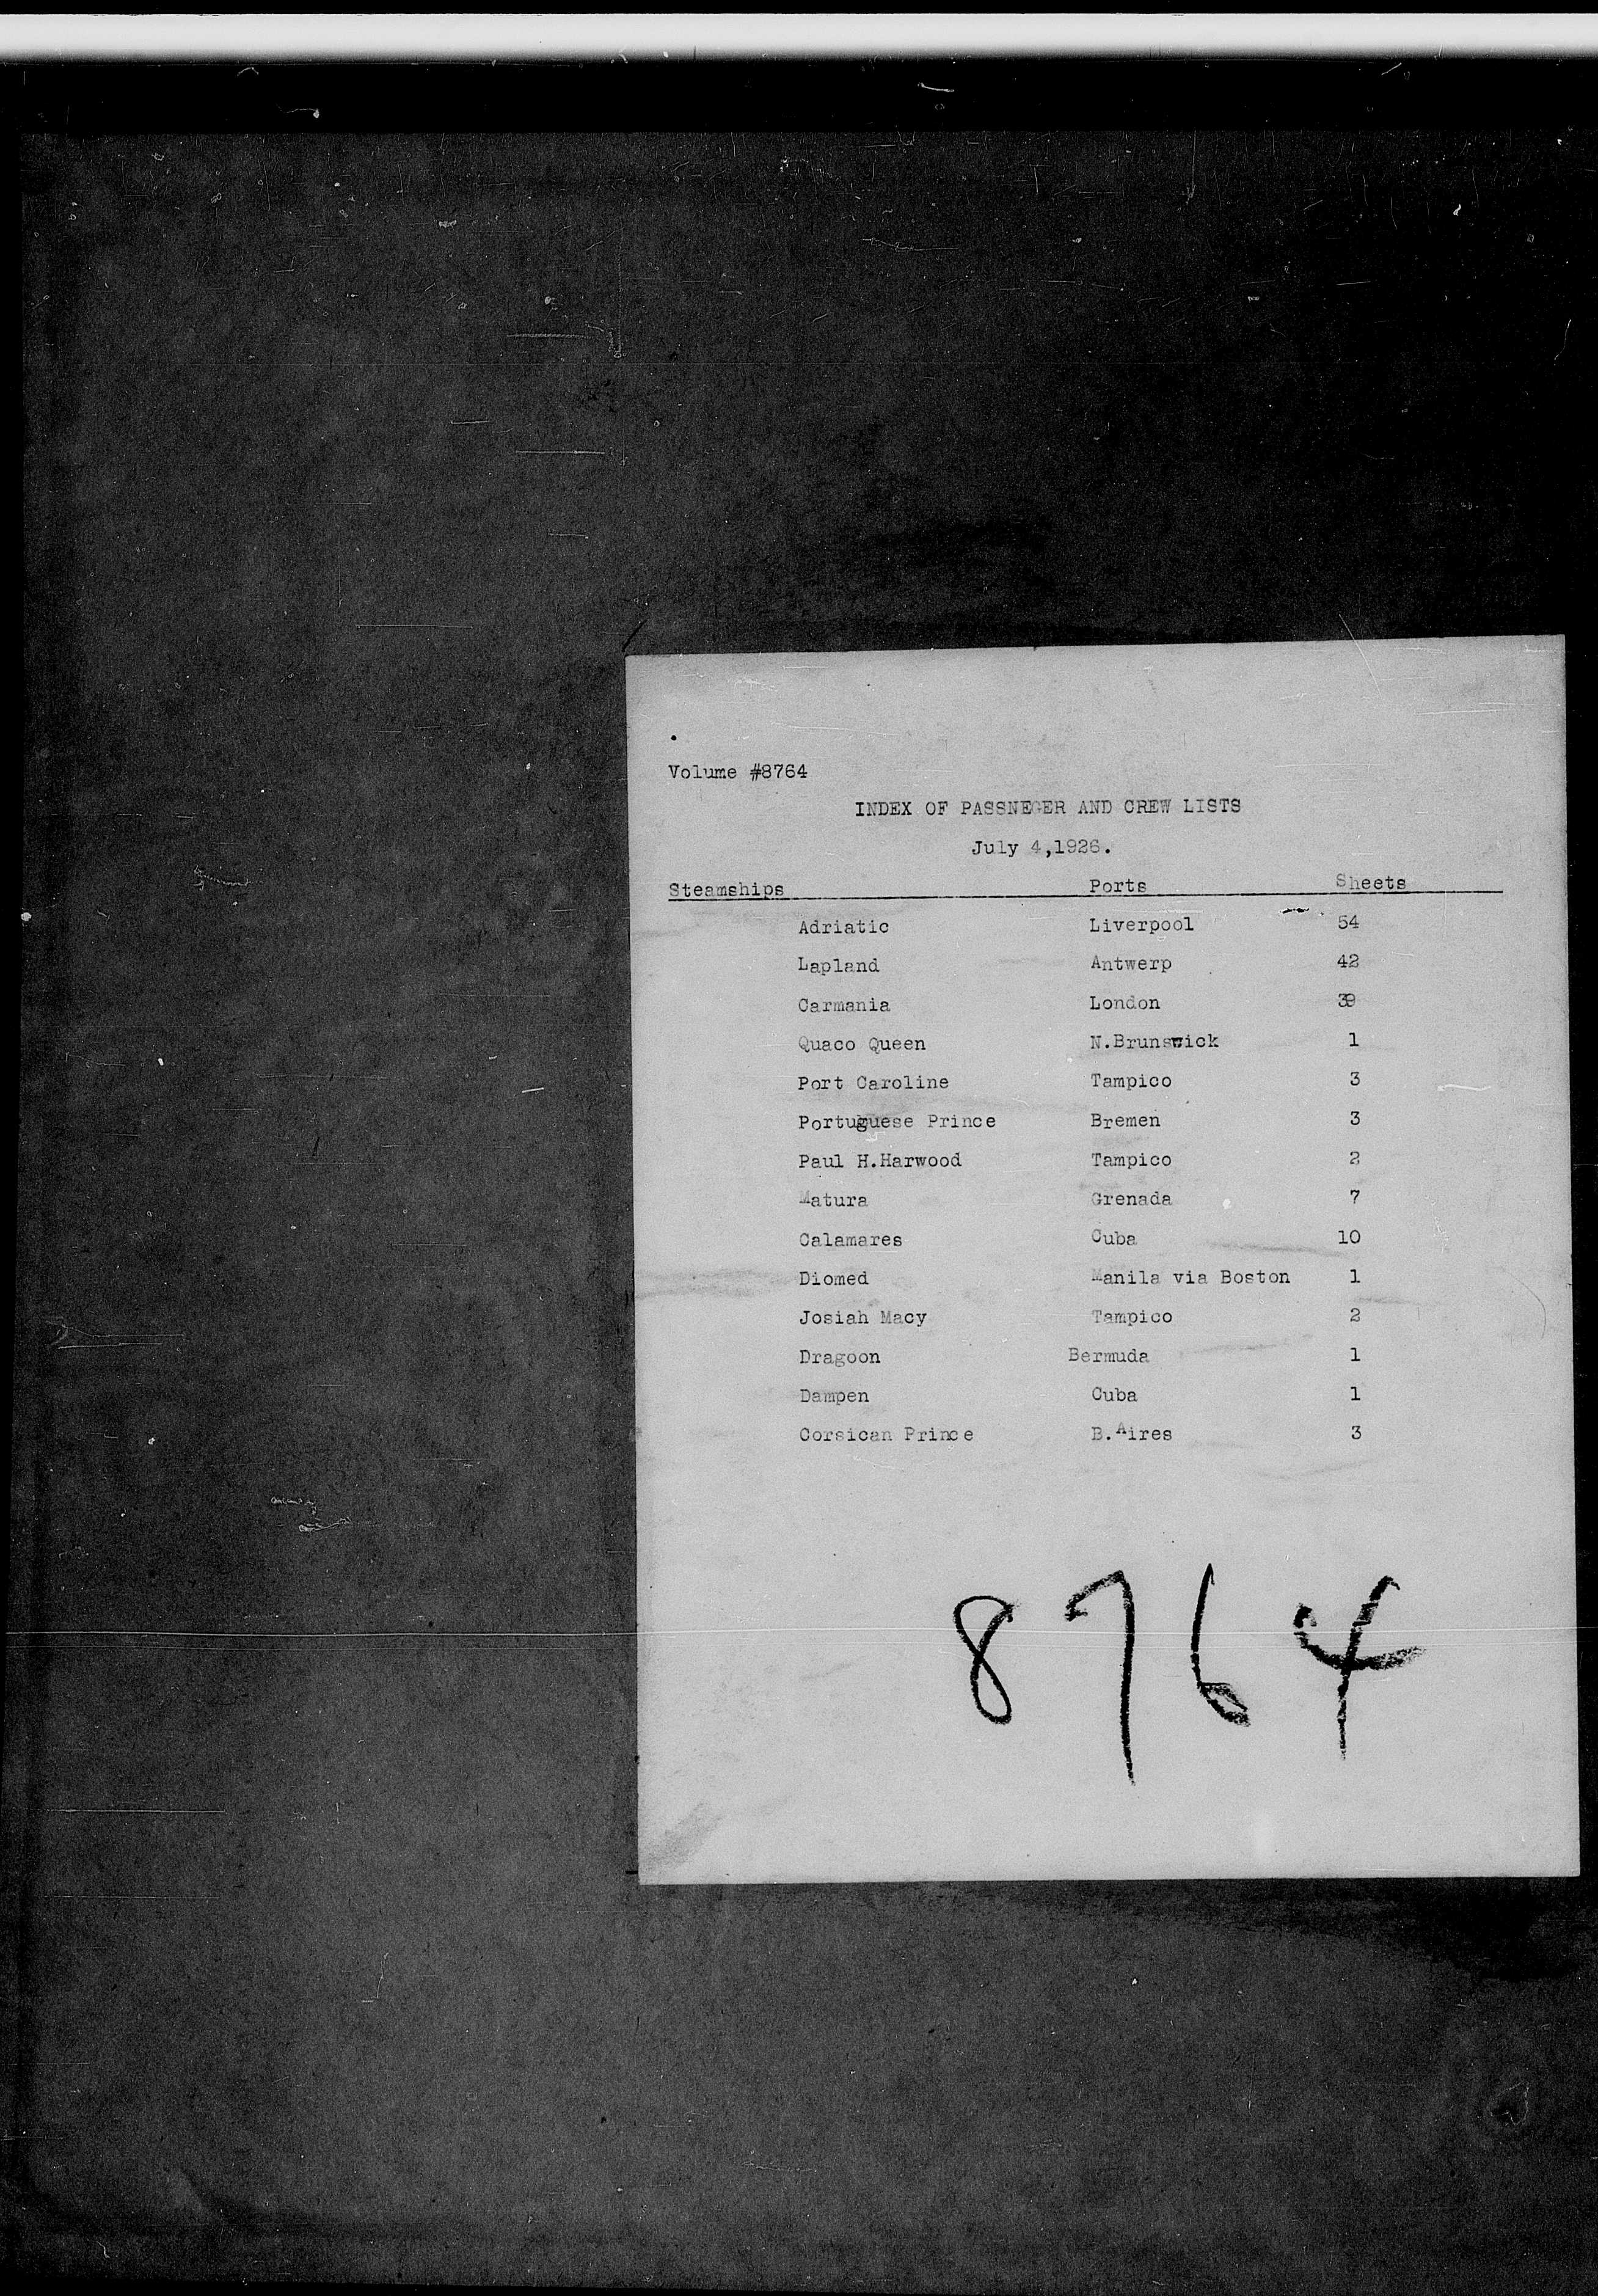 Volume #8764
INDEX OF PASSNEGER AND CREW LISTS
July 4,1926.
Steamships Ports Sheets
Adriatic Liverpool 54
Lapland Antwerp 42
Carmania London 39
Quaco Queen N.Brunswick 1
Port Caroline Tampico 3
Portuguese Prince Bremen 3
Paul H.Harwood Tampico 2
Matura Grenada 7
Calamares Cuba 10
Diomed Manila via Boston 1
Josiah Macy Tampico 2
Dragoon Bermuda 1
Dampen Cuba 1
Corsican Prince B.Aires 3
8764